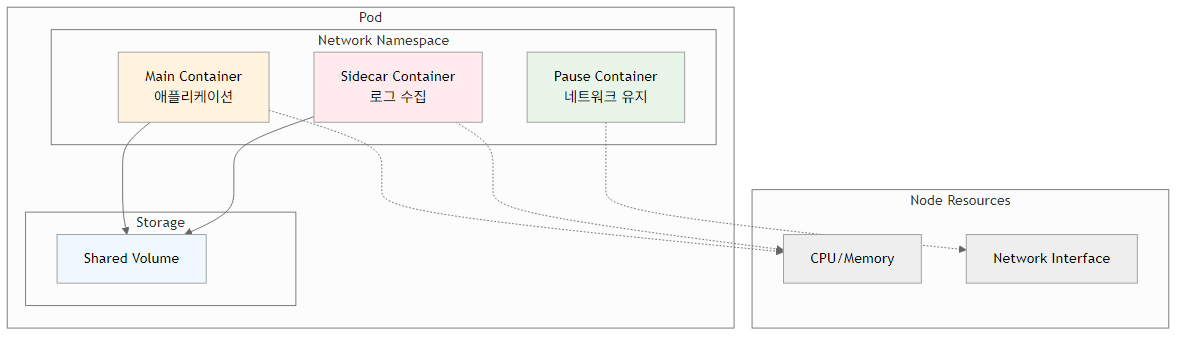 Pod
Network Namespace
Main Container
애플리케이션
Sidecar Container
로그 수집
Pause Container
네트워크 유지
Storage
Shared Volume
Node Resources
CPU/Memory
Network Interface